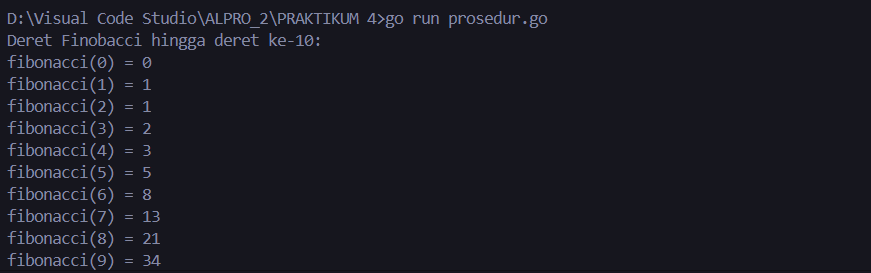 D:\Visual Code Studio\ALPRO_2\PRAKTIKUM 4>go run prosedur.go
Deret Finobacci hingga deret ke-10:
fibonacci(0) = 0
fibonacci(1) = 1
fibonacci(2) = 1
fibonacci(3) = 2
fibonacci(4) = 3
fibonacci(5) = 5
fibonacci(6) = 8
fibonacci(7) = 13
fibonacci(8) = 21
fibonacci(9) = 34